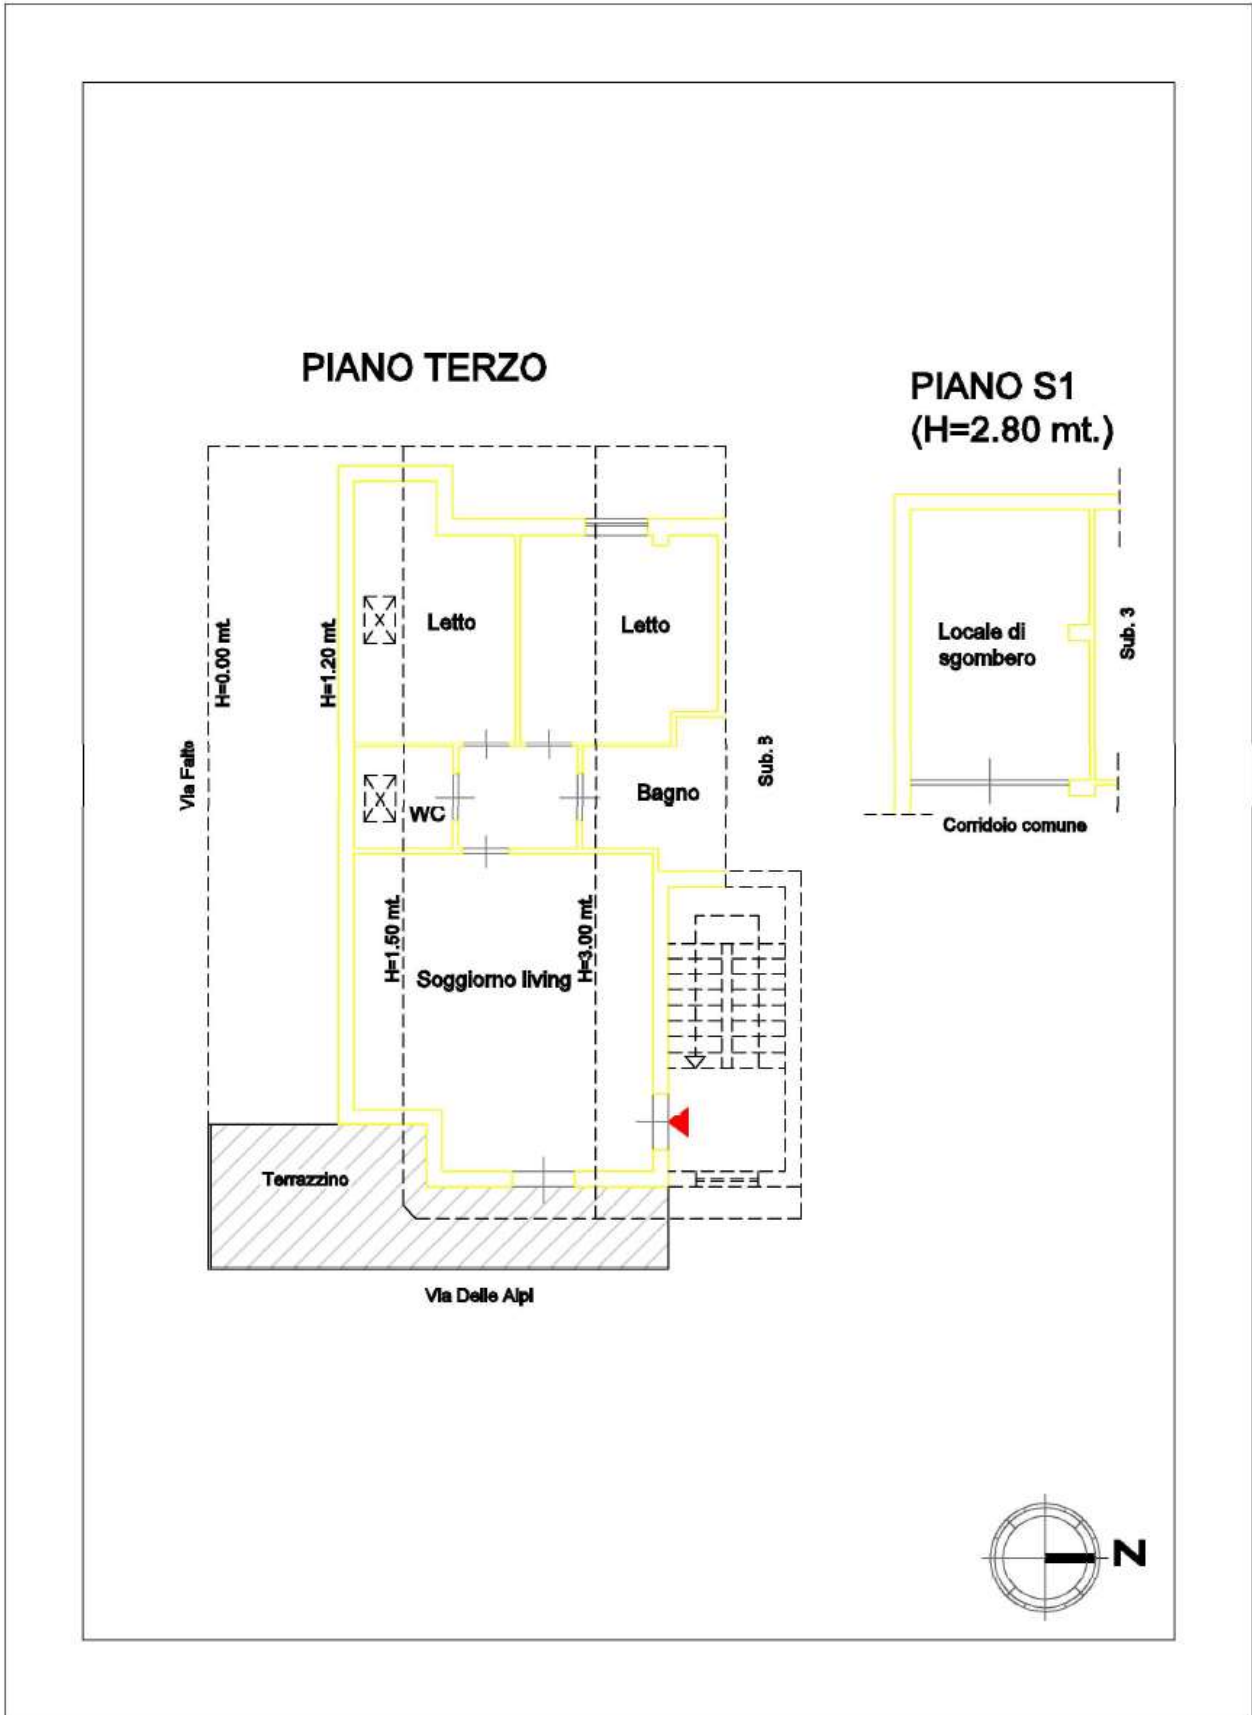 PIANO TERZO
PIANO S1
(H=2.80 mt.)
Letto
Letto
H=0.00 mt.
H=1.20 mt.
Locale di
sgombero
Sub. 3
Via Falto
Sub. 3
WC
Bagno
Corridoio comune
H=1.50 mt.
H=3.00 mt.
Soggiorno living
Terrazzino
Via Delle Alpi
N